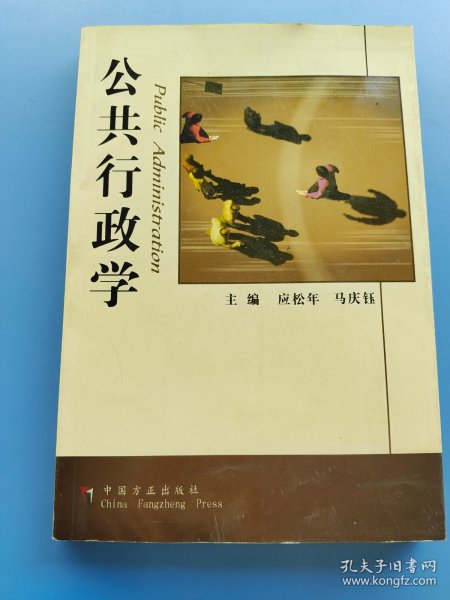 公共行政学
Public Administration
主编 应松年 马庆钰
中国方正出版社
China Fangzheng Press
孔夫子旧书网
www.kongfz.com